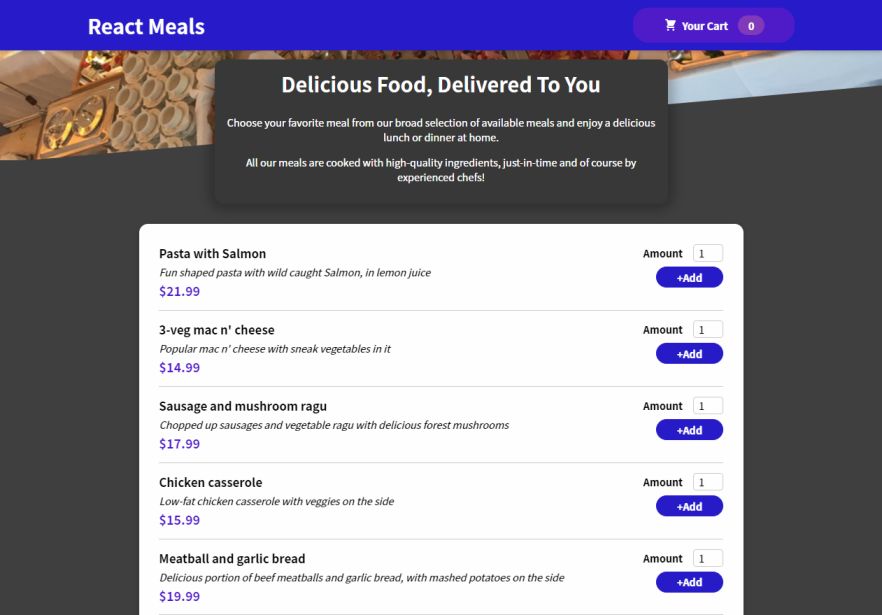 React Meals
Your Cart 0
Delicious Food, Delivered To You
Choose your favorite meal from our broad selection of available meals and enjoy a delicious
lunch or dinner at home.
All our meals are cooked with high-quality ingredients, just-in-time and of course by
experienced chefs!
Pasta with Salmon
Amount 1
Fun shaped pasta with wild caught Salmon, in lemon juice
+Add
$21.99
3-veg mac n' cheese
Amount 1
Popular mac n' cheese with sneak vegetables in it
+Add
$14.99
Sausage and mushroom ragu
Amount 1
Chopped up sausages and vegetable ragu with delicious forest mushrooms
+Add
$17.99
Chicken casserole
Amount 1
Low-fat chicken casserole with veggies on the side
+Add
$15.99
Meatball and garlic bread
Amount 1
Delicious portion of beef meatballs and garlic bread, with mashed potatoes on the side
+Add
$19.99